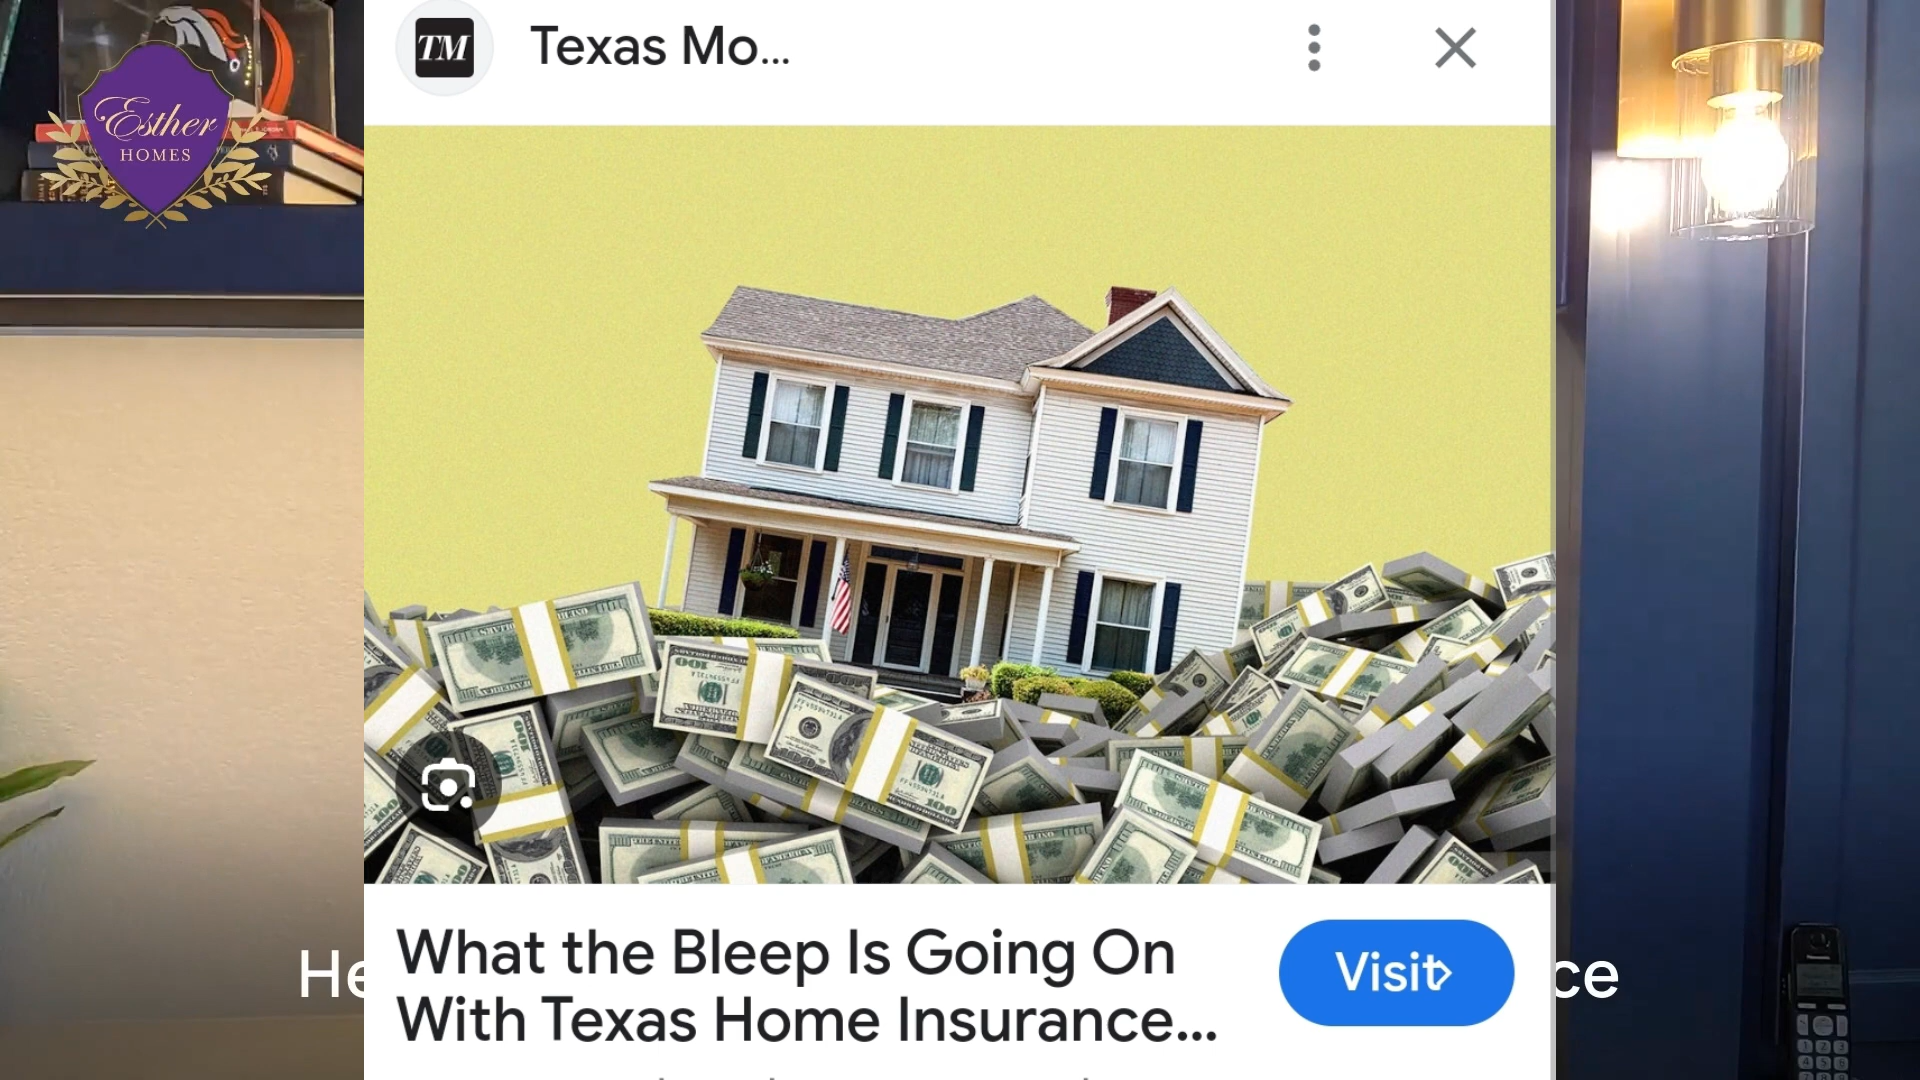 Esther
HOMES
TM
Texas Mo...
What the Bleep Is Going On
With Texas Home Insurance...
Visit
He
ce